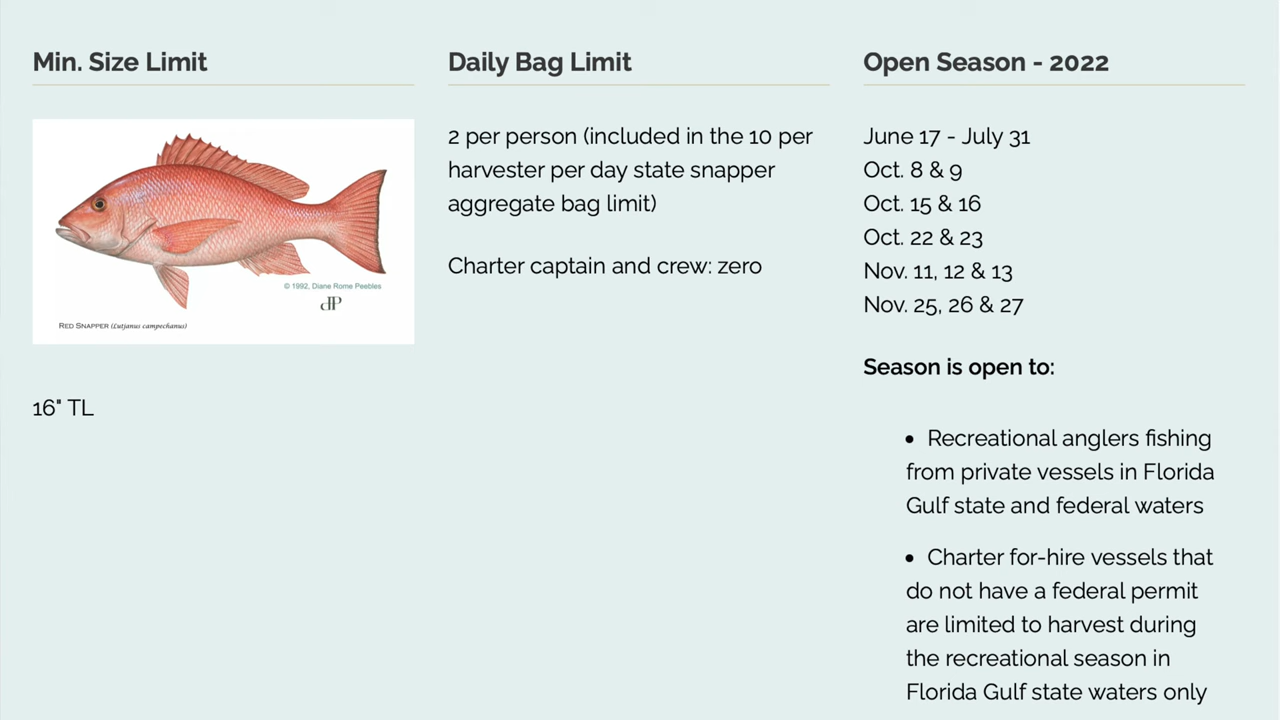 Min. Size Limit
© 1992, Diane Rome Peebles
dP
RED SNAPPER (Lutjanus campechanus)
16" TL
Daily Bag Limit
2 per person (included in the 10 per
harvester per day state snapper
aggregate bag limit)
Charter captain and crew: zero
Open Season - 2022
June 17 - July 31
Oct. 8 & 9
Oct. 15 & 16
Oct. 22 & 23
Nov. 11, 12 & 13
Nov. 25, 26 & 27
Season is open to:
• Recreational anglers fishing
from private vessels in Florida
Gulf state and federal waters
• Charter for-hire vessels that
do not have a federal permit
are limited to harvest during
the recreational season in
Florida Gulf state waters only